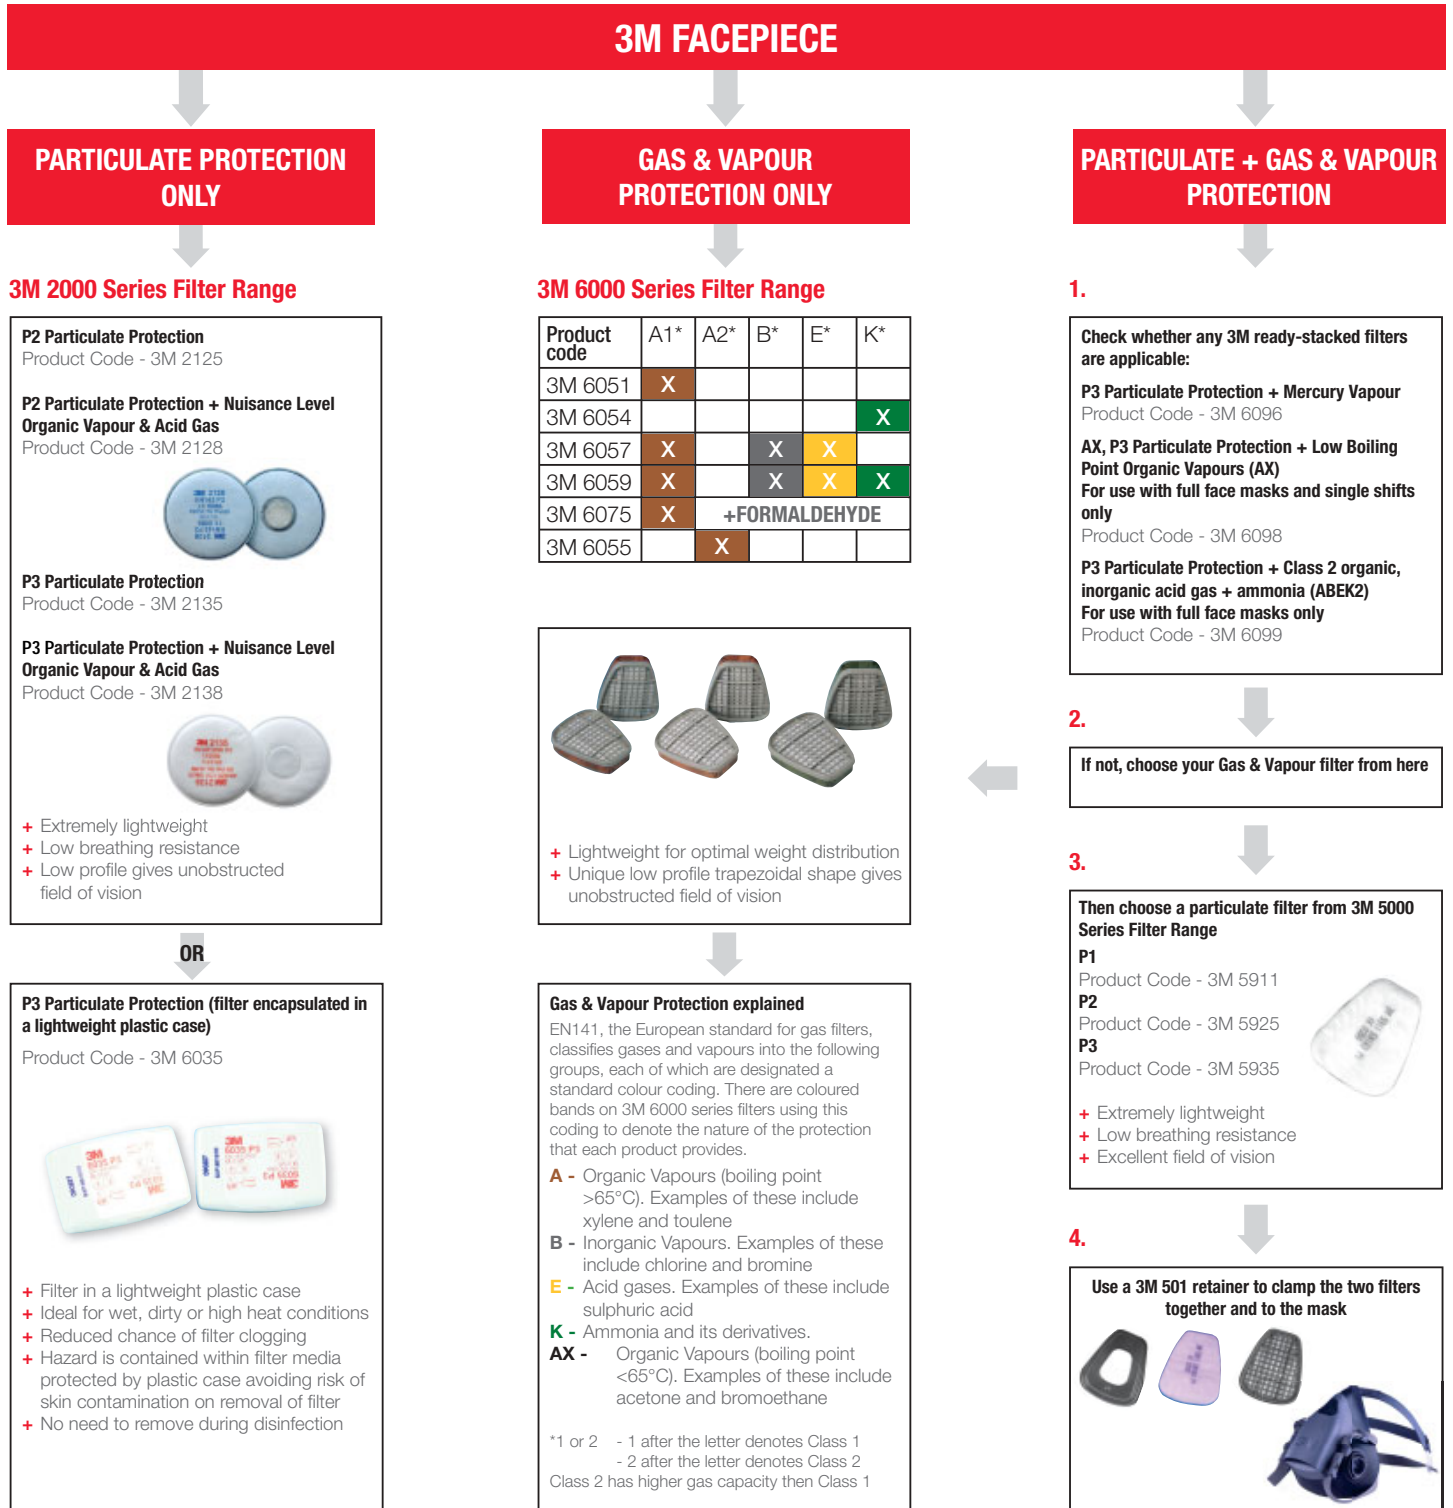 3M FACEPIECE
PARTICULATE PROTECTION
ONLY
3M 2000 Series Filter Range
P2 Particulate Protection
Product Code - 3M 2125
P2 Particulate Protection + Nuisance Level
Organic Vapour & Acid Gas
Product Code - 3M 2128
P3 Particulate Protection
Product Code - 3M 2135
P3 Particulate Protection + Nuisance Level
Organic Vapour & Acid Gas
Product Code - 3M 2138
3M 2135
+ Extremely lightweight
+ Low breathing resistance
+ Low profile gives unobstructed
field of vision
OR
P3 Particulate Protection (filter encapsulated in
a lightweight plastic case)
Product Code - 3M 6035
3M
6035 P3
3M
6035 P3
+ Filter in a lightweight plastic case
+ Ideal for wet, dirty or high heat conditions
+ Reduced chance of filter clogging
+ Hazard is contained within filter media
protected by plastic case avoiding risk of
skin contamination on removal of filter
+ No need to remove during disinfection
GAS & VAPOUR
PROTECTION ONLY
3M 6000 Series Filter Range
Product code A1* A2* B* E* K*
3M 6051 X
3M 6054 X
3M 6057 X X X
3M 6059 X X X X
3M 6075 X +FORMALDEHYDE
3M 6055 X
+ Lightweight for optimal weight distribution
+ Unique low profile trapezoidal shape gives
unobstructed field of vision
Gas & Vapour Protection explained
EN141, the European standard for gas filters,
classifies gases and vapours into the following
groups, each of which are designated a
standard colour coding. There are coloured
bands on 3M 6000 series filters using this
coding to denote the nature of the protection
that each product provides.
A - Organic Vapours (boiling point
>65°C). Examples of these include
xylene and toulene
B - Inorganic Vapours. Examples of these
include chlorine and bromine
E - Acid gases. Examples of these include
sulphuric acid
K - Ammonia and its derivatives.
AX - Organic Vapours (boiling point
<65°C). Examples of these include
acetone and bromoethane
*1 or 2 - 1 after the letter denotes Class 1
- 2 after the letter denotes Class 2
Class 2 has higher gas capacity then Class 1
PARTICULATE + GAS & VAPOUR
PROTECTION
1.
Check whether any 3M ready-stacked filters
are applicable:
P3 Particulate Protection + Mercury Vapour
Product Code - 3M 6096
AX, P3 Particulate Protection + Low Boiling
Point Organic Vapours (AX)
For use with full face masks and single shifts
only
Product Code - 3M 6098
P3 Particulate Protection + Class 2 organic,
inorganic acid gas + ammonia (ABEK2)
For use with full face masks only
Product Code - 3M 6099
2.
If not, choose your Gas & Vapour filter from here
3.
Then choose a particulate filter from 3M 5000
Series Filter Range
P1
Product Code - 3M 5911
P2
Product Code - 3M 5925
P3
Product Code - 3M 5935
+ Extremely lightweight
+ Low breathing resistance
+ Excellent field of vision
4.
Use a 3M 501 retainer to clamp the two filters
together and to the mask